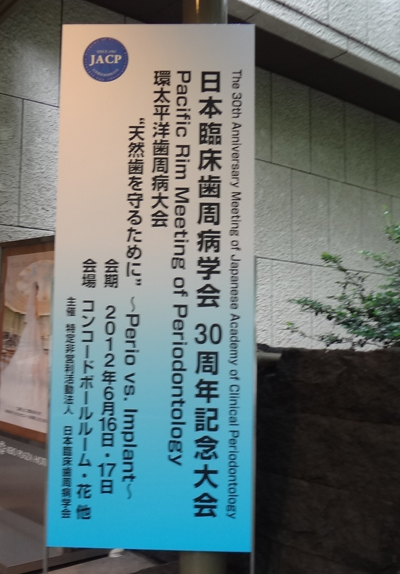 JACP
The 30th Anniversary Meeting of Japanese Academy of Clinical Periodontology
日本臨床歯周病学会 30周年記念大会
Pacific Rim Meeting of Periodontology
環太平洋歯周病大会
“天然歯を守るために” ～Perio vs. Implant～
会期 2012年6月16日・17日
会場 コンコードボールルーム・花 他
主催 特定非営利活動法人 日本臨床歯周病学会